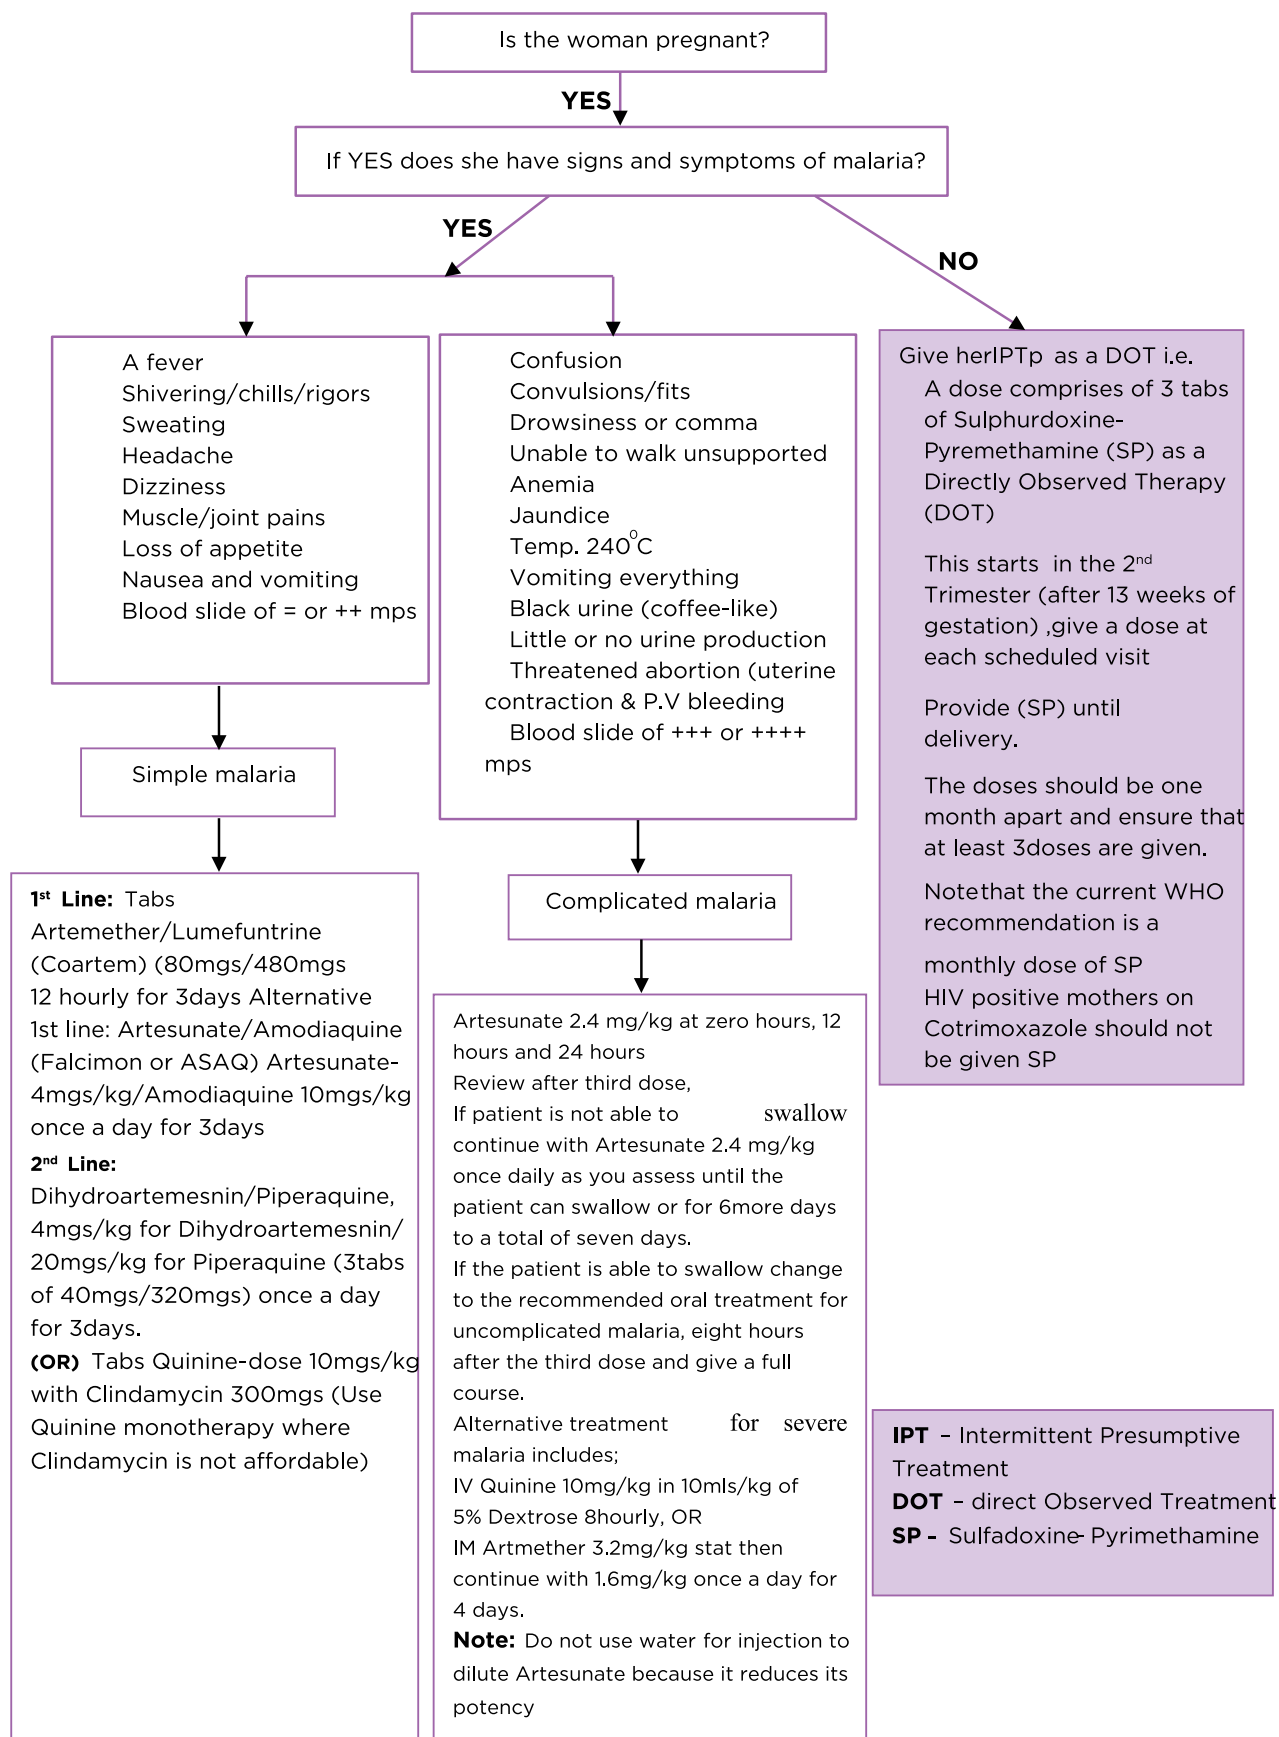 Is the woman pregnant?
YES
If YES does she have signs and symptoms of malaria?
YES
NO
A fever
Shivering/chills/rigors
Sweating
Headache
Dizziness
Muscle/joint pains
Loss of appetite
Nausea and vomiting
Blood slide of = or ++ mps
Confusion
Convulsions/fits
Drowsiness or comma
Unable to walk unsupported
Anemia
Jaundice
Temp. 240⁰C
Vomiting everything
Black urine (coffee-like)
Little or no urine production
Threatened abortion (uterine
contraction & P.V bleeding
Blood slide of +++ or ++++
mps
Give herIPTp as a DOT i.e.
A dose comprises of 3 tabs
of Sulphurdoxine-
Pyremethamine (SP) as a
Directly Observed Therapy
(DOT)
This starts in the 2nd
Trimester (after 13 weeks of
gestation) ,give a dose at
each scheduled visit
Provide (SP) until
delivery.
The doses should be one
month apart and ensure that
at least 3doses are given.
Note that the current WHO
recommendation is a
monthly dose of SP
HIV positive mothers on
Cotrimoxazole should not
be given SP
Simple malaria
Complicated malaria
1st Line: Tabs
Artemether/Lumefuntrine
(Coartem) (80mgs/480mgs
12 hourly for 3days Alternative
1st line: Artesunate/Amodiaquine
(Falcimon or ASAQ) Artesunate-
4mgs/kg/Amodiaquine 10mgs/kg
once a day for 3days
2nd Line:
Dihydroartemesnin/Piperaquine,
4mgs/kg for Dihydroartemesnin/
20mgs/kg for Piperaquine (3tabs
of 40mgs/320mgs) once a day
for 3days.
(OR) Tabs Quinine-dose 10mgs/kg
with Clindamycin 300mgs (Use
Quinine monotherapy where
Clindamycin is not affordable)
Artesunate 2.4 mg/kg at zero hours, 12
hours and 24 hours
Review after third dose,
If patient is not able to swallow
continue with Artesunate 2.4 mg/kg
once daily as you assess until the
patient can swallow or for 6more days
to a total of seven days.
If the patient is able to swallow change
to the recommended oral treatment for
uncomplicated malaria, eight hours
after the third dose and give a full
course.
Alternative treatment for severe
malaria includes;
IV Quinine 10mg/kg in 10mls/kg of
5% Dextrose 8hourly, OR
IM Artmether 3.2mg/kg stat then
continue with 1.6mg/kg once a day for
4 days.
Note: Do not use water for injection to
dilute Artesunate because it reduces its
potency
IPT – Intermittent Presumptive
Treatment
DOT – direct Observed Treatment
SP - Sulfadoxine- Pyrimethamine